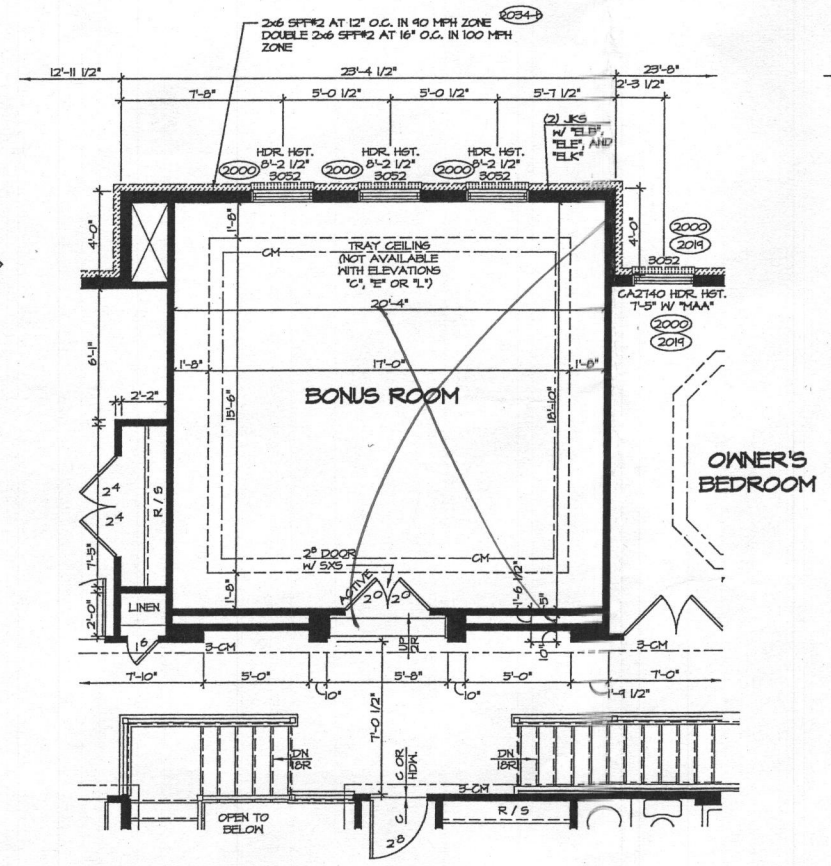 2x6 SPF#2 AT 12" O.C. IN 90 MPH ZONE
2034-B
DOUBLE 2x6 SPF#2 AT 16" O.C. IN 100 MPH
ZONE
12'-11 1/2"
23'-4 1/2"
23'-8"
7'-8"
5'-0 1/2"
5'-0 1/2"
5'-7 1/2"
2'-3 1/2"
(2) JKS
W/ "ELB",
"ELE", AND
"ELK"
HDR. HGT.
8'-2 1/2"
3052
HDR. HGT.
8'-2 1/2"
3052
HDR. HGT.
8'-2 1/2"
3052
2000
2000
2000
4'-0"
1'-8"
4'-0"
2000
2019
3052
CA2740 HDR. HGT.
7'-5" W/ "MAA"
2000
2019
CM
TRAY CEILING
(NOT AVAILABLE
WITH ELEVATIONS
"C", "E" OR "L")
20'-4"
6'-1"
1'-8"
17'-0"
1'-8"
2'-2"
15'-6"
BONUS ROOM
18'-10"
OWNER'S
BEDROOM
R / S
24
24
7'-5"
2'-0"
LINEN
16
1'-8"
28 DOOR
W/ SXS
ACTIVE
20
20
CM
1'-6 1/2"
5"
UP
2R
10"
3-CM
3-CM
7'-10"
5'-0"
10"
5'-8"
10"
5'-0"
1'-9 1/2"
7'-0"
7'-0 1/2"
DN
18R
C OR
HDW.
DN
18R
3-CM
OPEN TO
BELOW
C
28
R / S